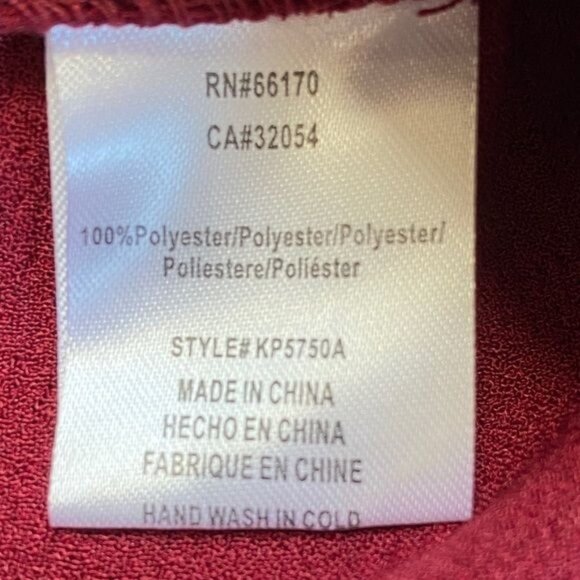 RN#66170
CA#32054
100%Polyester/Polyester/Polyester/
Poliestere/Poliéster
STYLE# KP5750A
MADE IN CHINA
HECHO EN CHINA
FABRIQUE EN CHINE
HAND WASH IN COLD